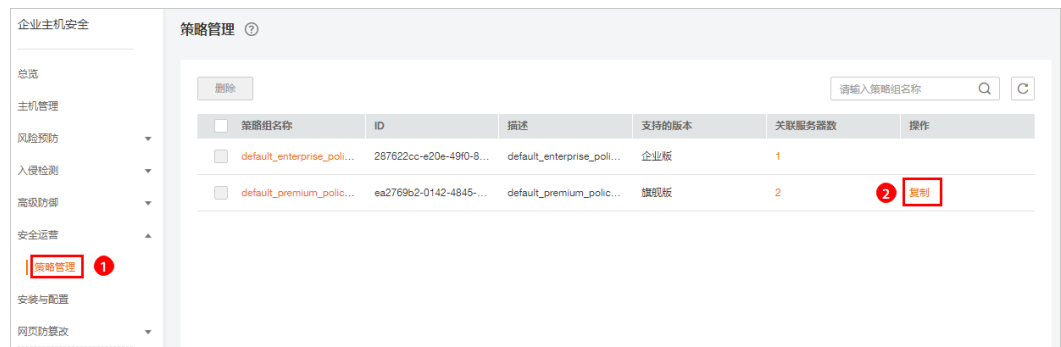 企业主机安全
策略管理 ?
总览
主机管理
风险预防
入侵检测
高级防御
安全运营
策略管理 1
安装与配置
网页防篡改
删除
请输入策略组名称
策略组名称 ID 描述 支持的版本 关联服务器数 操作
default_enterprise_poli... 287622cc-e20e-49f0-8... default_enterprise_poli... 企业版 1
default_premium_polic... ea2769b2-0142-4845-... default_premium_polic... 旗舰版 2 2 复制